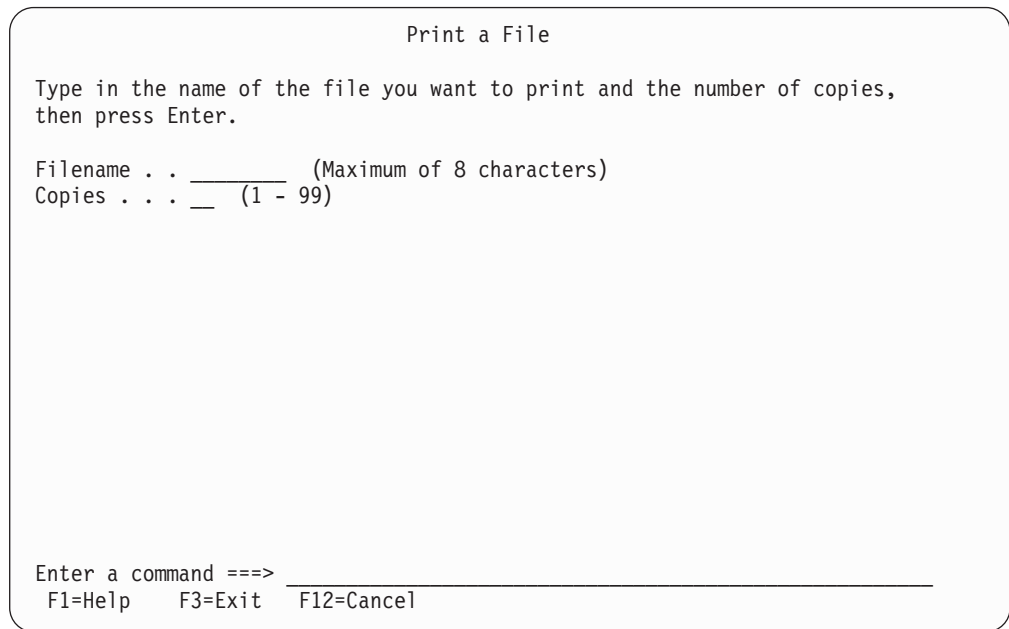 Print a File
Type in the name of the file you want to print and the number of copies,
then press Enter.
Filename . . ________ (Maximum of 8 characters)
Copies . . . __ (1 - 99)
Enter a command ===> ______________________________________________________
F1=Help F3=Exit F12=Cancel